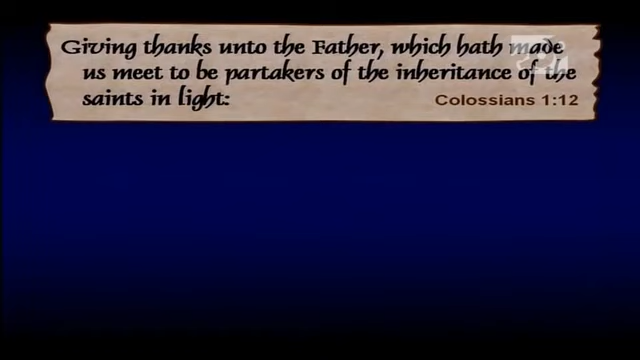 Giving thanks unto the Father, which hath made
us meet to be partakers of the inheritance of the
saints in light:
Colossians 1:12